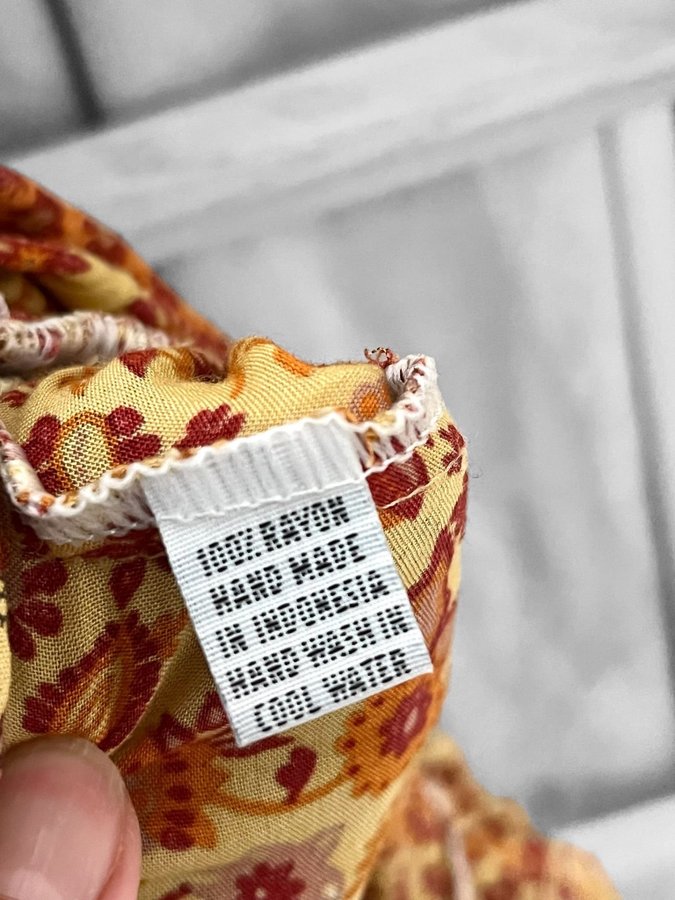 100%.RAYON
HAND MADE
IN INDONESIA
HAND WASH IN
COOL WATER